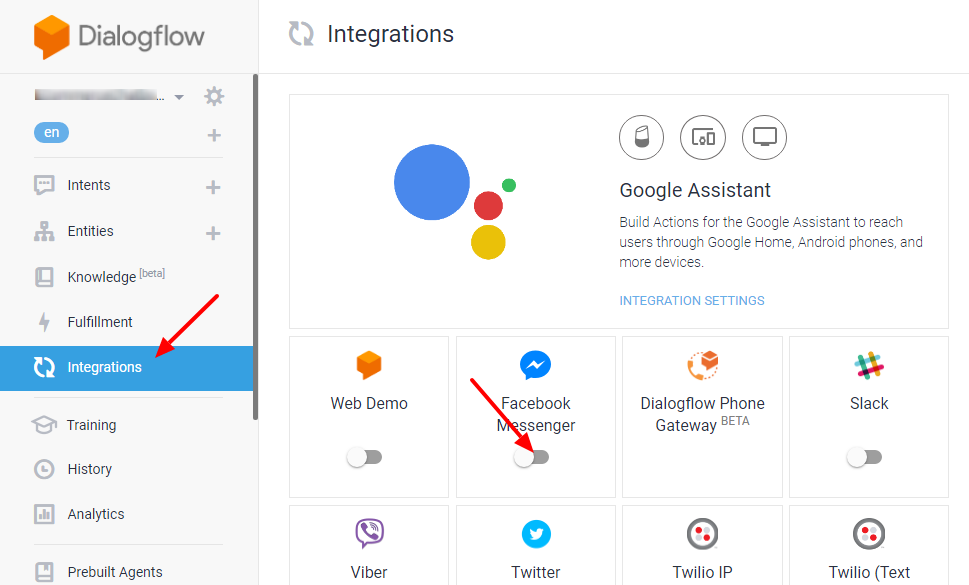 Dialogflow
Integrations
...
en
Intents
Entities
Knowledge [beta]
Fulfillment
Integrations
Training
History
Analytics
Prebuilt Agents
Google Assistant
Build Actions for the Google Assistant to reach
users through Google Home, Android phones, and
more devices.
INTEGRATION SETTINGS
Web Demo
Facebook
Messenger
Dialogflow Phone
Gateway BETA
Slack
Viber
Twitter
Twilio IP
Twilio (Text